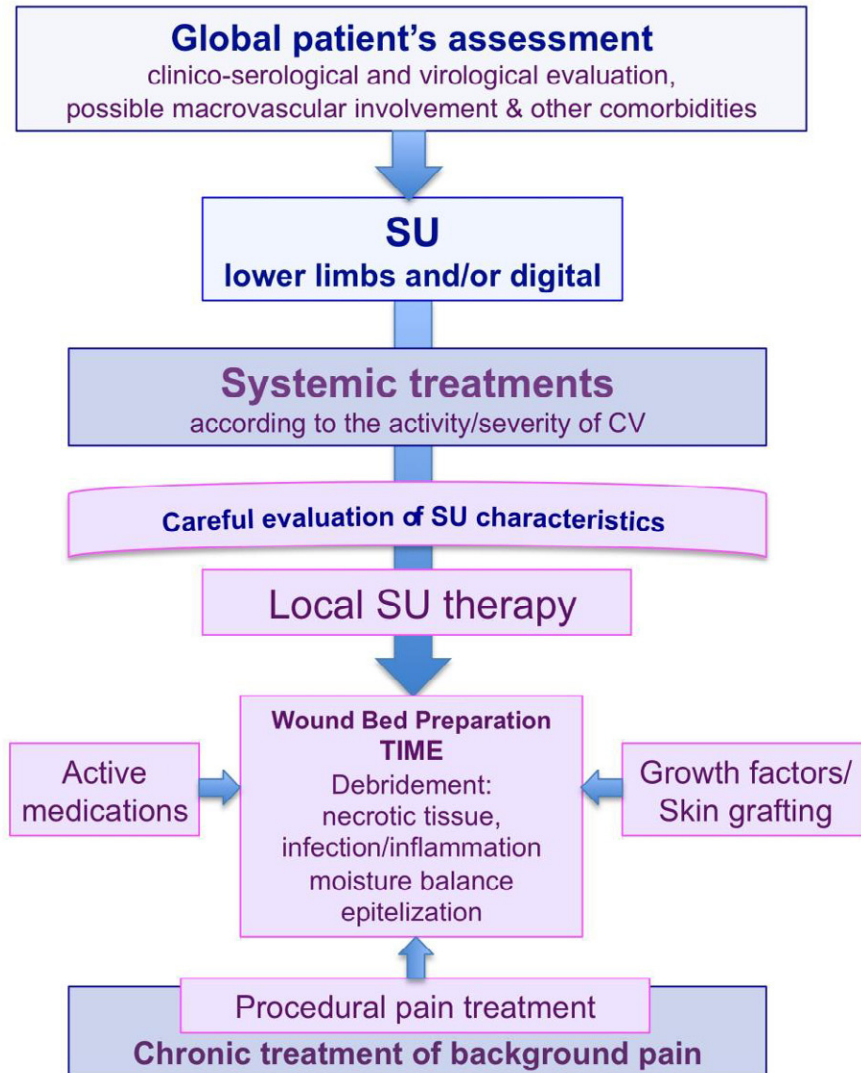 Global patient's assessment
clinico-serological and virological evaluation,
possible macrovascular involvement & other comorbidities
SU
lower limbs and/or digital
Systemic treatments
according to the activity/severity of CV
Careful evaluation of SU characteristics
Local SU therapy
Wound Bed Preparation
TIME
Debridement:
necrotic tissue,
infection/inflammation
moisture balance
epitelization
Active
medications
Growth factors/
Skin grafting
Procedural pain treatment
Chronic treatment of background pain